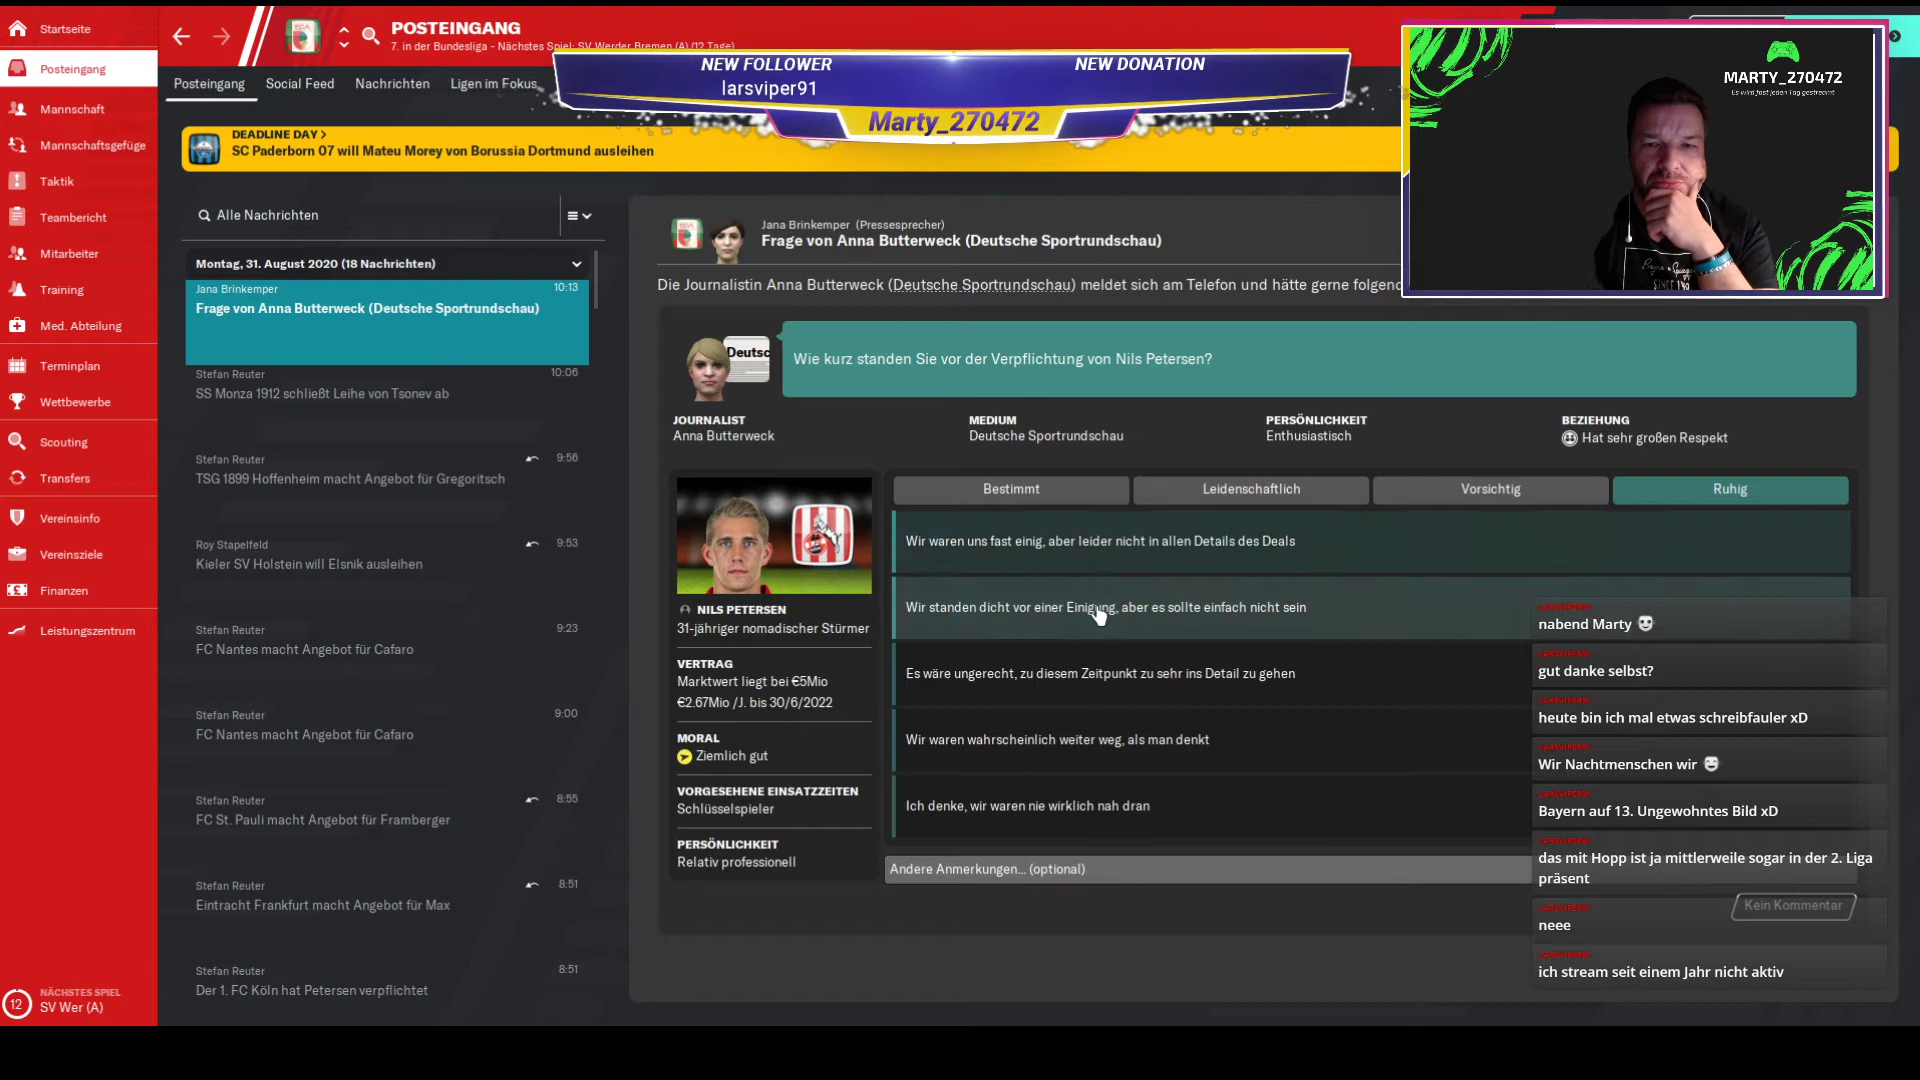 Startseite
Posteingang
Mannschaft
Mannschaftsgefüge
Taktik
Teambericht
Mitarbeiter
Training
Med. Abteilung
Terminplan
Wettbewerbe
Scouting
Transfers
Vereinsinfo
Vereinsziele
Finanzen
Leistungszentrum
12
NÄCHSTES SPIEL
SV Wer (A)
POSTEINGANG
7. in der Bundesliga - Nächstes Spiel: SV Werder Bremen (A) (12 Tage)
Posteingang
Social Feed
Nachrichten
Ligen im Fokus
NEW FOLLOWER
larsviper91
NEW DONATION
Marty_270472
MARTY_270472
Es wird fast jeden Tag gestreamt
DEADLINE DAY >
SC Paderborn 07 will Mateu Morey von Borussia Dortmund ausleihen
Alle Nachrichten
Montag, 31. August 2020 (18 Nachrichten)
Jana Brinkemper 10:13
Frage von Anna Butterweck (Deutsche Sportrundschau)
Stefan Reuter 10:06
SS Monza 1912 schließt Leihe von Tsonev ab
Stefan Reuter 9:56
TSG 1899 Hoffenheim macht Angebot für Gregoritsch
Roy Stapelfeld 9:53
Kieler SV Holstein will Elsnik ausleihen
Stefan Reuter 9:23
FC Nantes macht Angebot für Cafaro
Stefan Reuter 9:00
FC Nantes macht Angebot für Cafaro
Stefan Reuter 8:55
FC St. Pauli macht Angebot für Framberger
Stefan Reuter 8:51
Eintracht Frankfurt macht Angebot für Max
Stefan Reuter 8:51
Der 1. FC Köln hat Petersen verpflichtet
Jana Brinkemper (Pressesprecher)
Frage von Anna Butterweck (Deutsche Sportrundschau)
Die Journalistin Anna Butterweck (Deutsche Sportrundschau) meldet sich am Telefon und hätte gerne
Deutsc
Wie kurz standen Sie vor der Verpflichtung von Nils Petersen?
JOURNALIST
Anna Butterweck
MEDIUM
Deutsche Sportrundschau
PERSÖNLICHKEIT
Enthusiastisch
BEZIEHUNG
Hat sehr großen Respekt
NILS PETERSEN
31-jähriger nomadischer Stürmer
VERTRAG
Marktwert liegt bei €5Mio
€2.67Mio /J. bis 30/6/2022
MORAL
Ziemlich gut
VORGESEHENE EINSATZZEITEN
Schlüsselspieler
PERSÖNLICHKEIT
Relativ professionell
Bestimmt
Leidenschaftlich
Vorsichtig
Ruhig
Wir waren uns fast einig, aber leider nicht in allen Details des Deals
Wir standen dicht vor einer Einigung, aber es sollte einfach nicht sein
Es wäre ungerecht, zu diesem Zeitpunkt zu sehr ins Detail zu gehen
Wir waren wahrscheinlich weiter weg, als man denkt
Ich denke, wir waren nie wirklich nah dran
Andere Anmerkungen... (optional)
Kein Kommentar
LARSVIPER91
nabend Marty
LARSVIPER91
gut danke selbst?
LARSVIPER91
heute bin ich mal etwas schreibfauler xD
LARSVIPER91
Wir Nachtmenschen wir
LARSVIPER91
Bayern auf 13. Ungewohntes Bild xD
LARSVIPER91
das mit Hopp ist ja mittlerweile sogar in der 2. Liga
präsent
LARSVIPER91
neee
LARSVIPER91
ich stream seit einem Jahr nicht aktiv